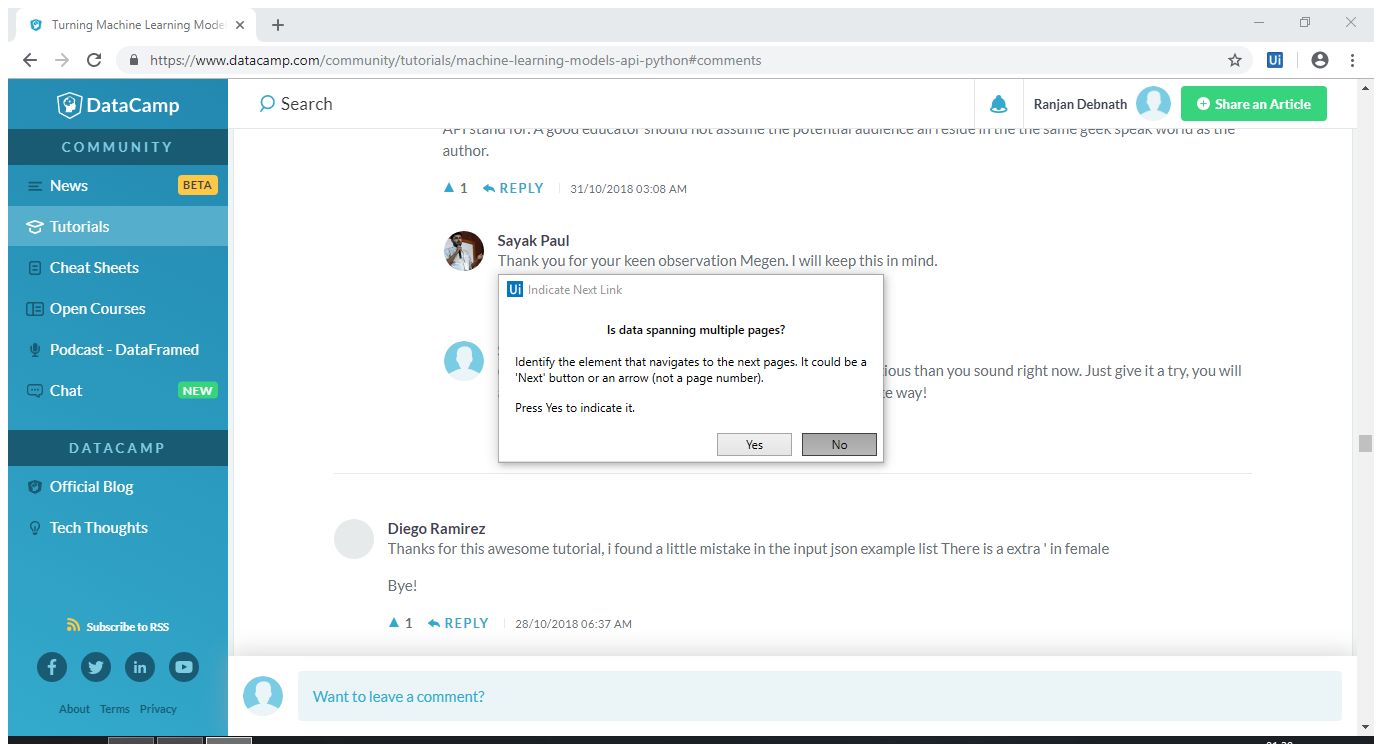 Turning Machine Learning Mode
https://www.datacamp.com/community/tutorials/machine-learning-models-api-python#comments
Ui
DataCamp
Search
Ranjan Debnath
Share an Article
COMMUNITY
News
BETA
Tutorials
Cheat Sheets
Open Courses
Podcast - DataFramed
Chat
NEW
DATACAMP
Official Blog
Tech Thoughts
Subscribe to RSS
About Terms Privacy
API stand for. A good educator should not assume the potential audience all reside in the the same geek speak world as the
author.
1 REPLY 31/10/2018 03:08 AM
Sayak Paul
Thank you for your keen observation Megen. I will keep this in mind.
Ui Indicate Next Link
Is data spanning multiple pages?
Identify the element that navigates to the next pages. It could be a
'Next' button or an arrow (not a page number).
Press Yes to indicate it.
Yes No
than you sound right now. Just give it a try, you will
way!
Diego Ramirez
Thanks for this awesome tutorial, i found a little mistake in the input json example list There is a extra ' in female
Bye!
1 REPLY 28/10/2018 06:37 AM
Want to leave a comment?